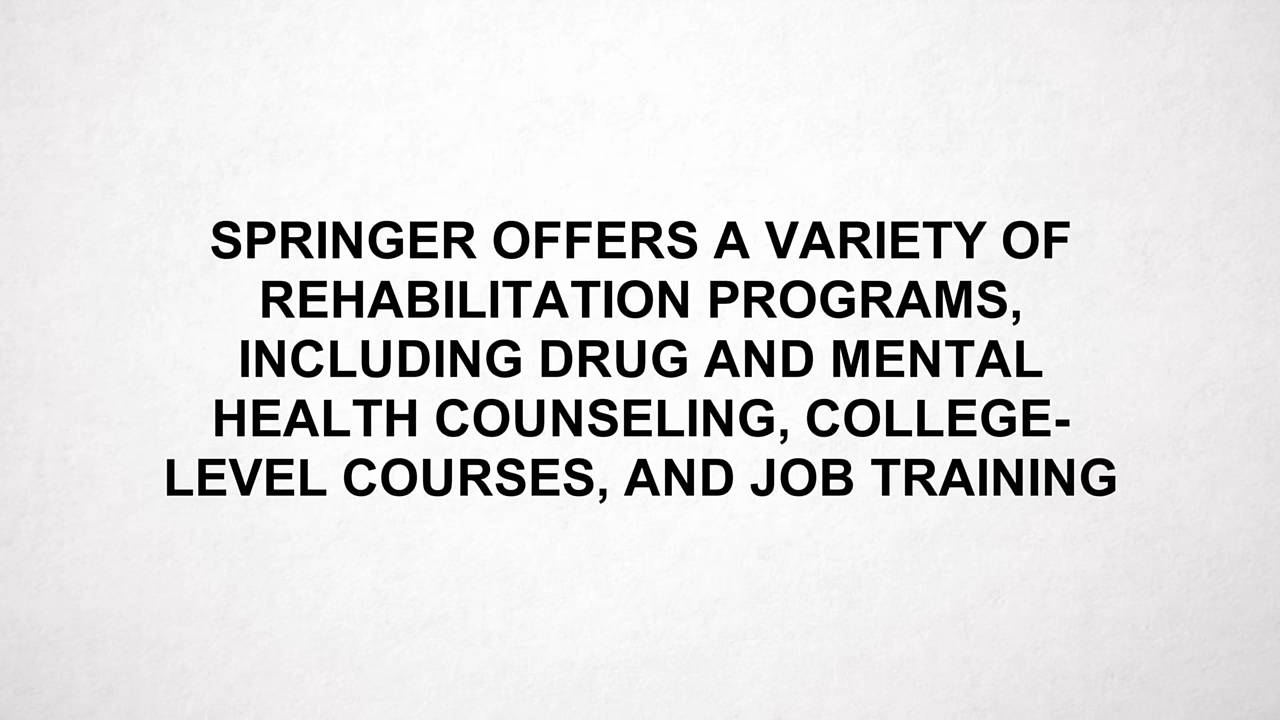 SPRINGER OFFERS A VARIETY OF
REHABILITATION PROGRAMS,
INCLUDING DRUG AND MENTAL
HEALTH COUNSELING, COLLEGE-
LEVEL COURSES, AND JOB TRAINING